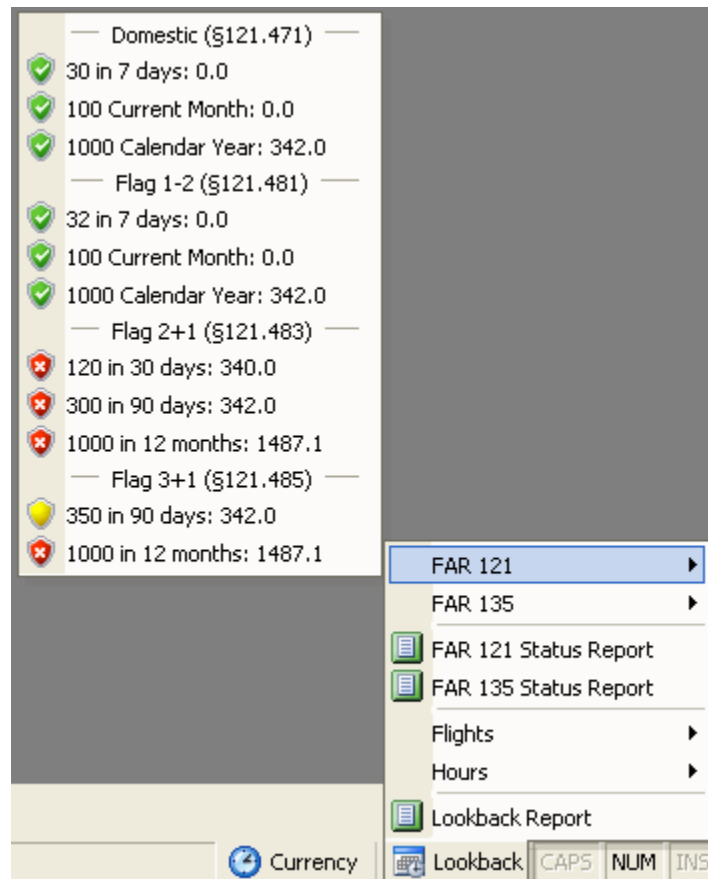 Domestic (§121.471)
30 in 7 days: 0.0
100 Current Month: 0.0
1000 Calendar Year: 342.0
Flag 1-2 (§121.481)
32 in 7 days: 0.0
100 Current Month: 0.0
1000 Calendar Year: 342.0
Flag 2+1 (§121.483)
120 in 30 days: 340.0
300 in 90 days: 342.0
1000 in 12 months: 1487.1
Flag 3+1 (§121.485)
350 in 90 days: 342.0
1000 in 12 months: 1487.1
FAR 121
FAR 135
FAR 121 Status Report
FAR 135 Status Report
Flights
Hours
Lookback Report
Currency Lookback CAPS NUM INS